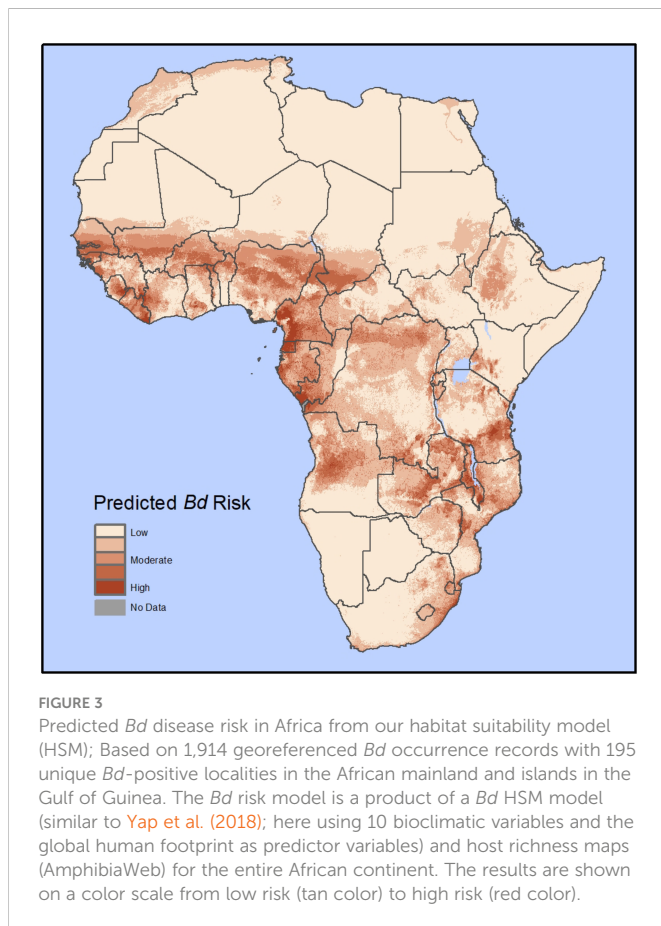 Predicted Bd Risk
Low
Moderate
High
No Data
FIGURE 3
Predicted Bd disease risk in Africa from our habitat suitability model
(HSM); Based on 1,914 georeferenced Bd occurrence records with 195
unique Bd-positive localities in the African mainland and islands in the
Gulf of Guinea. The Bd risk model is a product of a Bd HSM model
(similar to Yap et al. (2018); here using 10 bioclimatic variables and the
global human footprint as predictor variables) and host richness maps
(AmphibiaWeb) for the entire African continent. The results are shown
on a color scale from low risk (tan color) to high risk (red color).